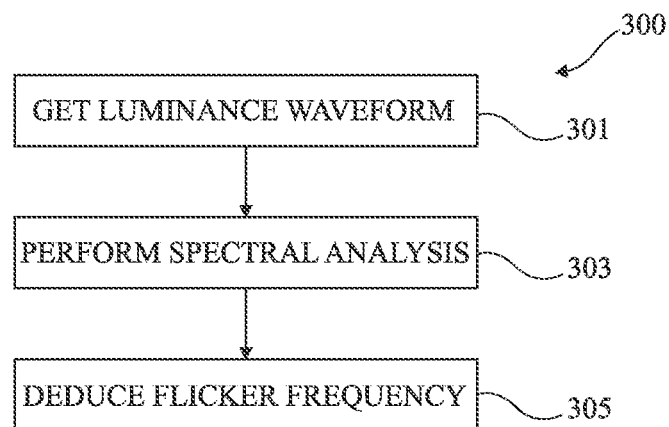 300
GET LUMINANCE WAVEFORM
301
PERFORM SPECTRAL ANALYSIS
303
DEDUCE FLICKER FREQUENCY
305